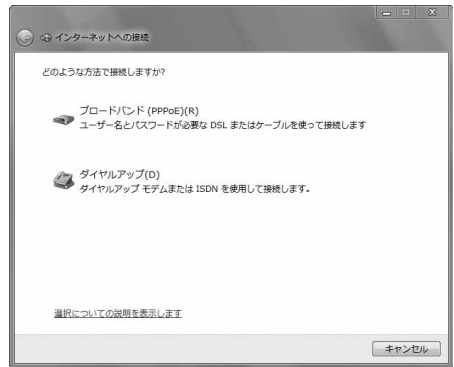 インターネットへの接続
どのような方法で接続しますか?
ブロードバンド (PPPoE)(R)
ユーザー名とパスワードが必要な DSL またはケーブルを使って接続します
ダイヤルアップ(D)
ダイヤルアップ モデムまたは ISDN を使用して接続します。
選択についての説明を表示します
キャンセル